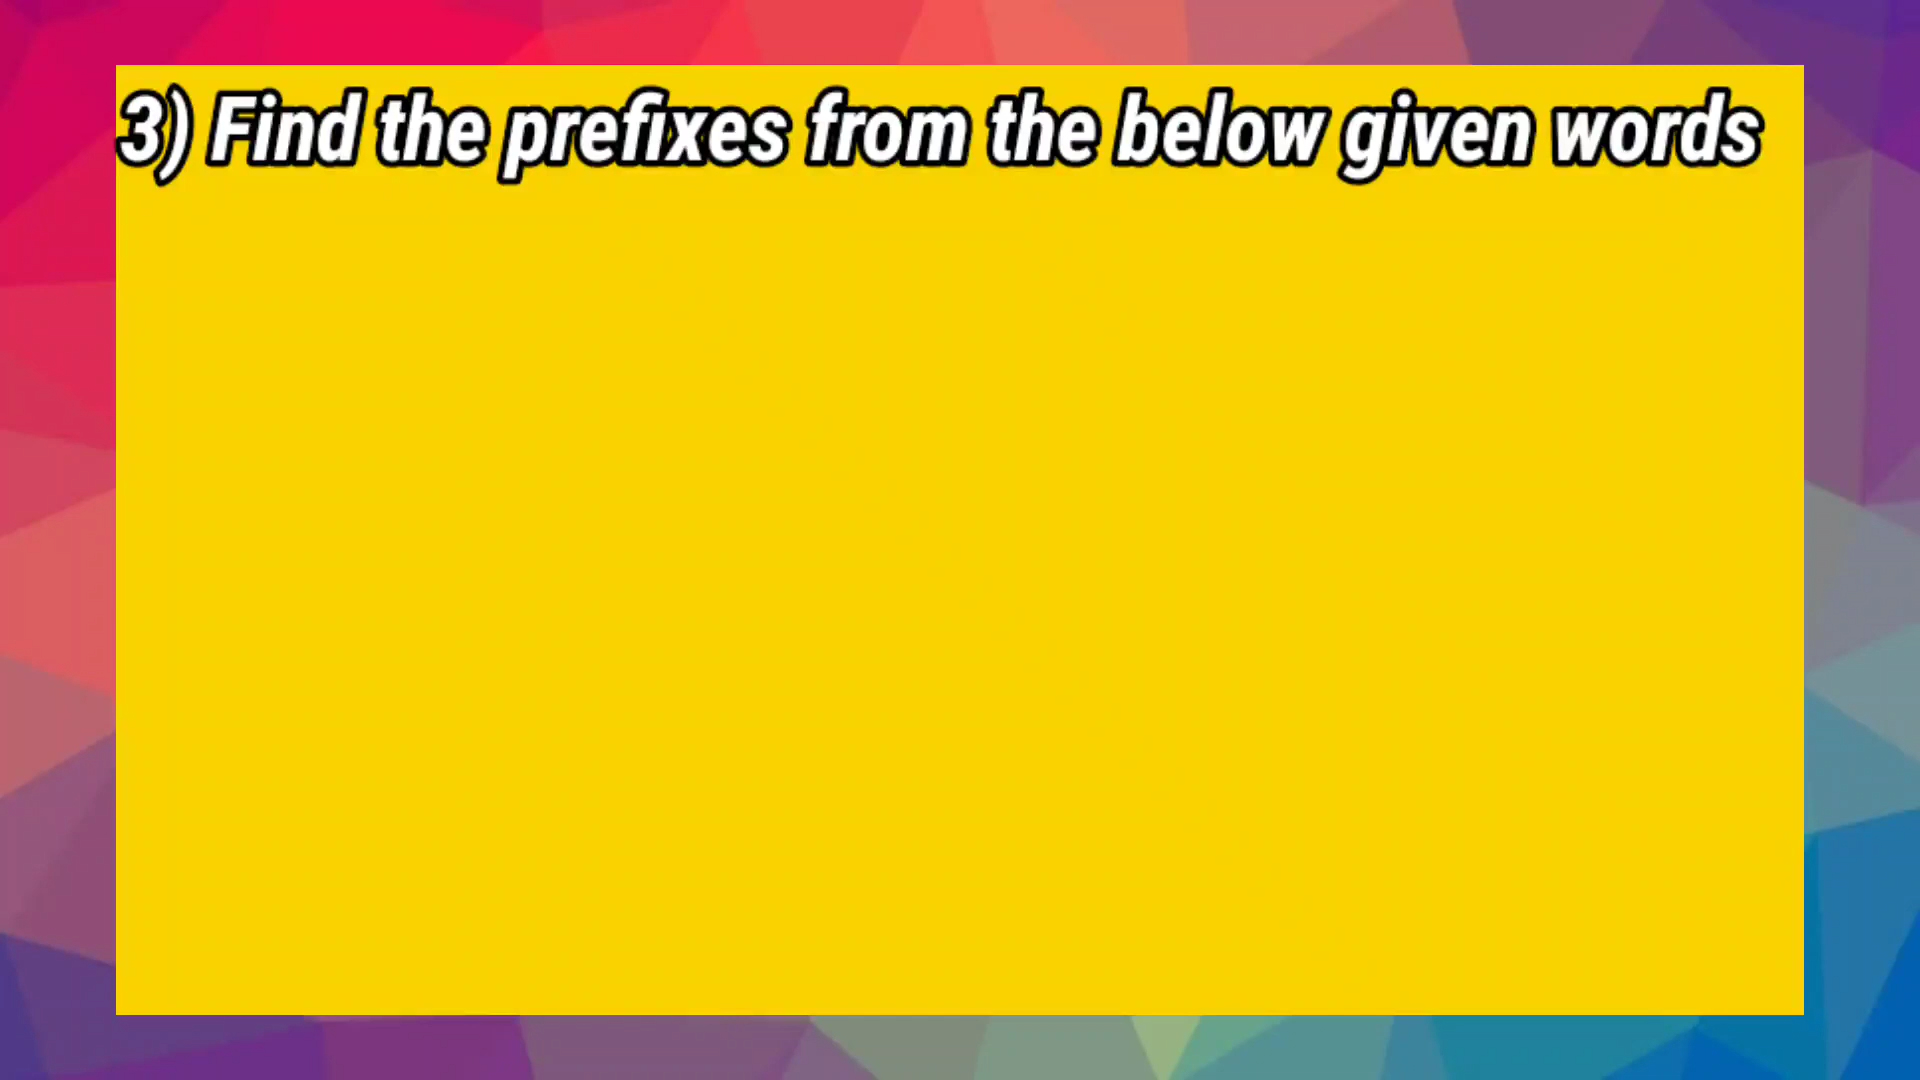 3) Find the prefixes from the below given words